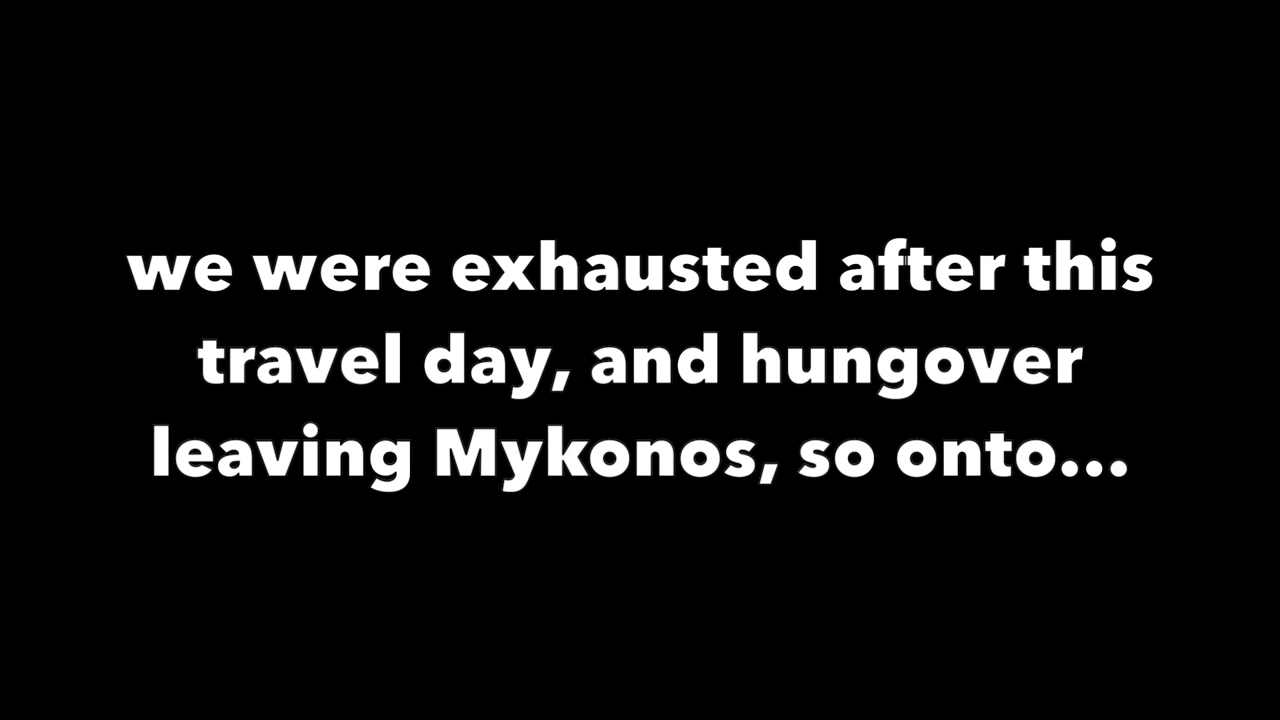 we were exhausted after this
travel day, and hungover
leaving Mykonos, so onto...